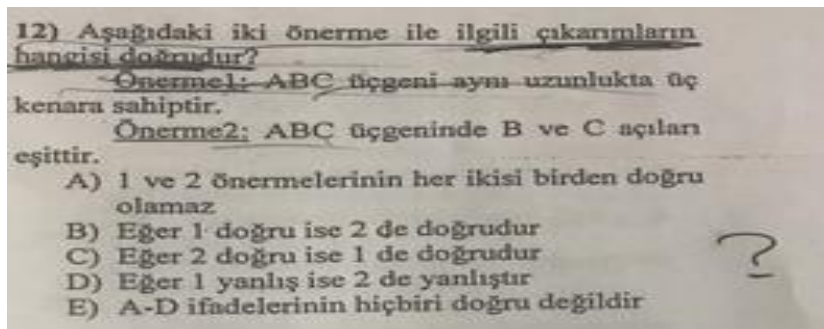 12) Aşağıdaki iki önerme ile ilgili çıkarımların
hangisi doğrudur?
Önerme1: ABC üçgeni aynı uzunlukta üç
kenara sahiptir.
Önerme2: ABC üçgeninde B ve C açıları
eşittir.
A) 1 ve 2 önermelerinin her ikisi birden doğru
olamaz
B) Eğer 1 doğru ise 2 de doğrudur
C) Eğer 2 doğru ise 1 de doğrudur
D) Eğer 1 yanlış ise 2 de yanlıştır
E) A-D ifadelerinin hiçbiri doğru değildir
?